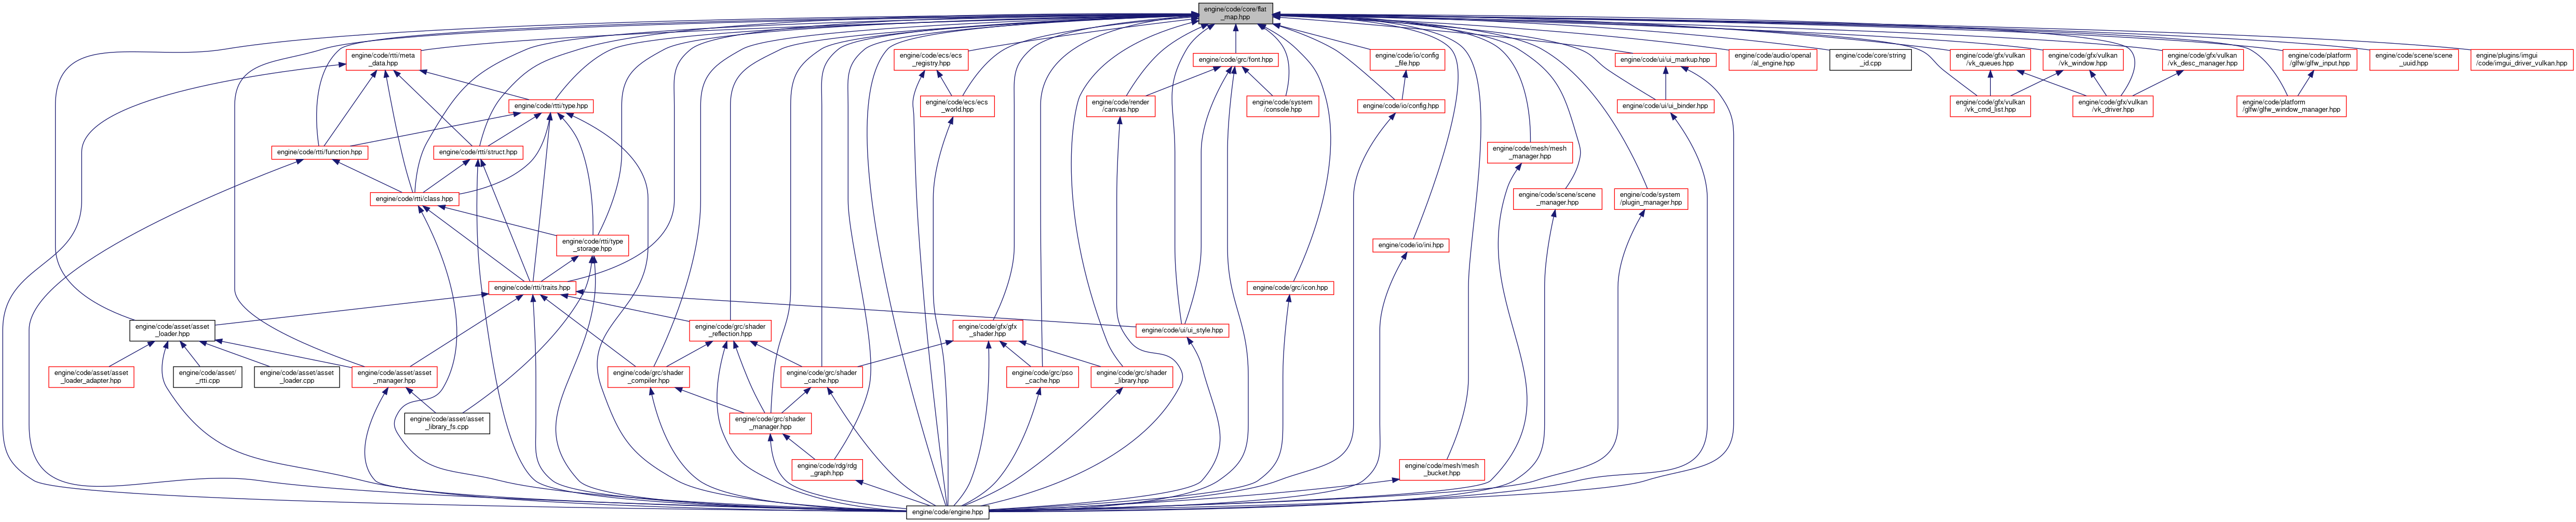 engine/code/core/flat
_map.hpp
engine/code/rtti/meta
_data.hpp
engine/code/ecs/ecs
_registry.hpp
engine/code/grc/font.hpp
engine/code/io/config
_file.hpp
engine/code/ui/ui_markup.hpp
engine/code/audio/openal
/al_engine.hpp
engine/code/core/string
_id.cpp
engine/code/gfx/vulkan
/vk_queues.hpp
engine/code/gfx/vulkan
/vk_window.hpp
engine/code/gfx/vulkan
/vk_desc_manager.hpp
engine/code/platform
/glfw/glfw_input.hpp
engine/code/scene/scene
_uuid.hpp
engine/plugins/imgui
/code/imgui_driver_vulkan.hpp
engine/code/rtti/type.hpp
engine/code/ecs/ecs
_world.hpp
engine/code/render
/canvas.hpp
engine/code/system
/console.hpp
engine/code/io/config.hpp
engine/code/ui/ui_binder.hpp
engine/code/gfx/vulkan
/vk_cmd_list.hpp
engine/code/gfx/vulkan
/vk_driver.hpp
engine/code/platform
/glfw/glfw_window_manager.hpp
engine/code/rtti/function.hpp
engine/code/rtti/struct.hpp
engine/code/mesh/mesh
_manager.hpp
engine/code/rtti/class.hpp
engine/code/scene/scene
_manager.hpp
engine/code/system
/plugin_manager.hpp
engine/code/rtti/type
_storage.hpp
engine/code/io/ini.hpp
engine/code/rtti/traits.hpp
engine/code/grc/icon.hpp
engine/code/asset/asset
_loader.hpp
engine/code/grc/shader
_reflection.hpp
engine/code/gfx/gfx
_shader.hpp
engine/code/ui/ui_style.hpp
engine/code/asset/asset
_loader_adapter.hpp
engine/code/asset/
_rtti.cpp
engine/code/asset/asset
_loader.cpp
engine/code/asset/asset
_manager.hpp
engine/code/grc/shader
_compiler.hpp
engine/code/grc/shader
_cache.hpp
engine/code/grc/pso
_cache.hpp
engine/code/grc/shader
_library.hpp
engine/code/asset/asset
_library_fs.cpp
engine/code/grc/shader
_manager.hpp
engine/code/rdg/rdg
_graph.hpp
engine/code/mesh/mesh
_bucket.hpp
engine/code/engine.hpp